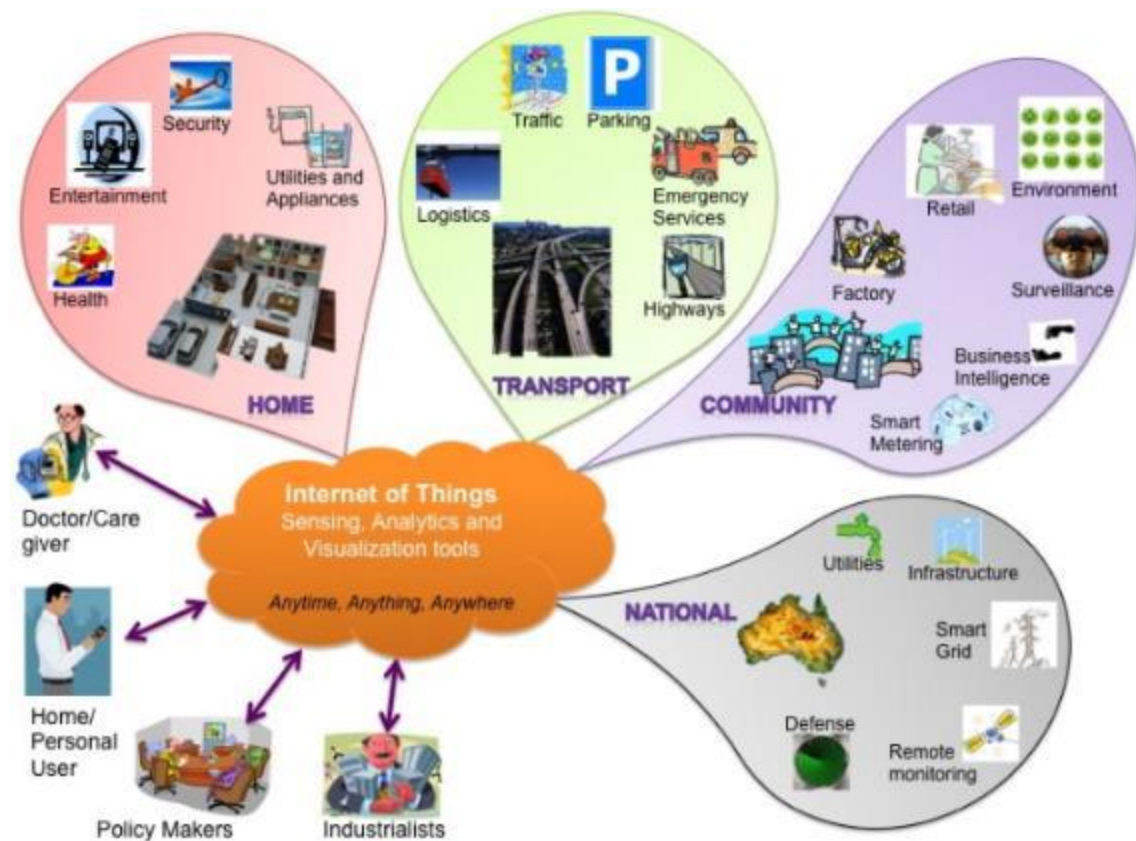 Security
Entertainment
Utilities and
Appliances
Health
HOME
Traffic
P
Parking
Logistics
Emergency
Services
Highways
TRANSPORT
Retail
Environment
Factory
Surveillance
Business
Intelligence
COMMUNITY
Smart
Metering
Internet of Things
Sensing, Analytics and
Visualization tools
Anytime, Anything, Anywhere
Doctor/Care
giver
Home/
Personal
User
Policy Makers
Industrialists
NATIONAL
Utilities
Infrastructure
Smart
Grid
Defense
Remote
monitoring